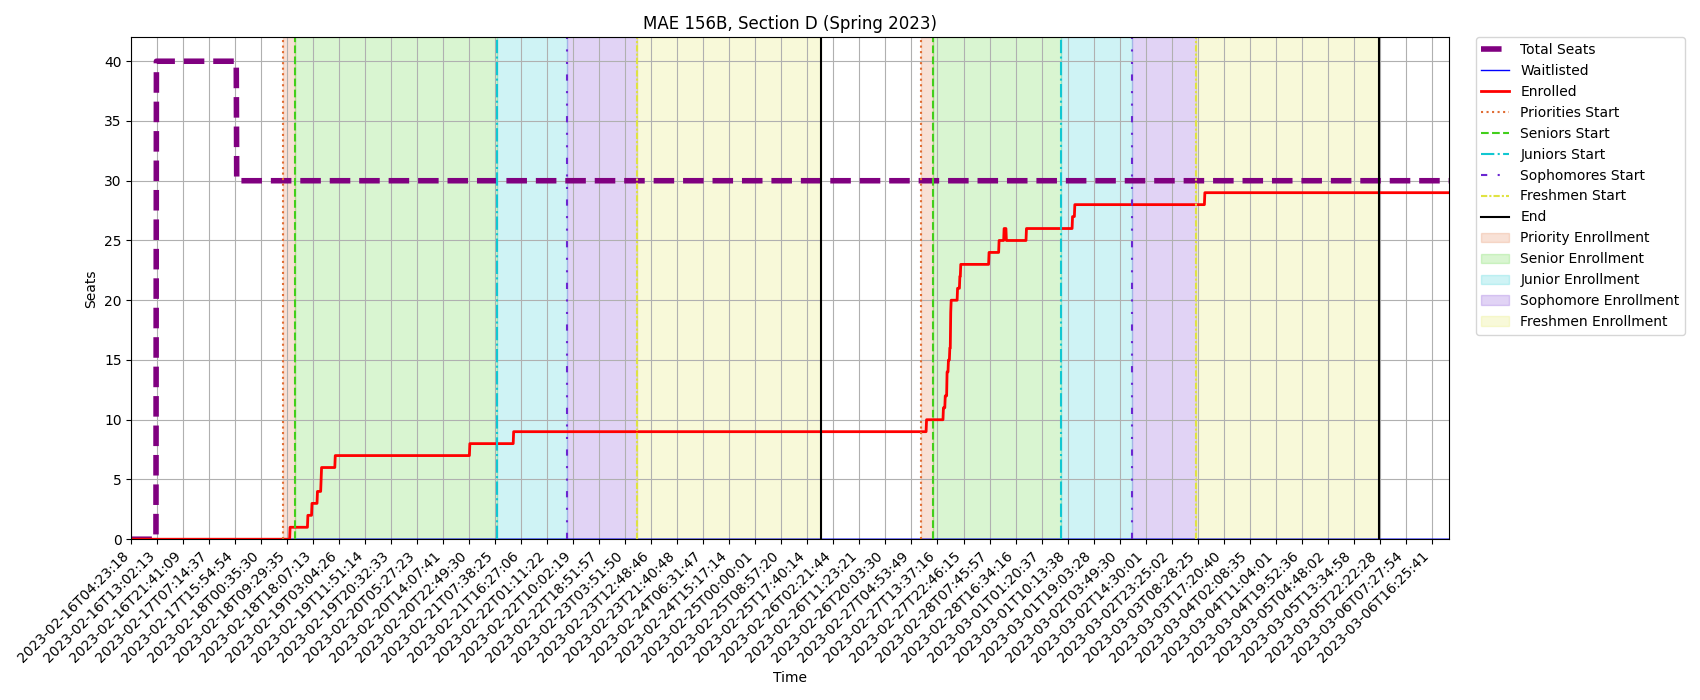 MAE 156B, Section D (Spring 2023)
Seats
40
35
30
25
20
15
10
5
0
2023-02-16T04:23:18
2023-02-16T13:02:13
2023-02-16T21:41:09
2023-02-17T07:14:37
2023-02-17T15:54:54
2023-02-18T00:35:30
2023-02-18T09:29:35
2023-02-18T18:07:13
2023-02-19T03:04:26
2023-02-19T11:51:14
2023-02-19T20:32:33
2023-02-20T05:27:23
2023-02-20T14:07:41
2023-02-20T22:49:30
2023-02-21T07:38:25
2023-02-21T16:27:06
2023-02-22T01:11:22
2023-02-22T10:02:19
2023-02-22T18:51:57
2023-02-23T03:51:50
2023-02-23T12:48:46
2023-02-23T21:40:48
2023-02-24T06:31:47
2023-02-24T15:17:14
2023-02-25T00:00:01
2023-02-25T08:57:20
2023-02-25T17:40:14
2023-02-26T02:21:44
2023-02-26T11:23:21
2023-02-26T20:03:30
2023-02-27T04:53:49
2023-02-27T13:37:16
2023-02-27T22:46:15
2023-02-28T07:45:57
2023-02-28T16:34:16
2023-03-01T01:20:37
2023-03-01T10:13:38
2023-03-01T19:03:28
2023-03-02T03:49:30
2023-03-02T14:30:01
2023-03-02T23:25:02
2023-03-03T08:28:25
2023-03-03T17:20:40
2023-03-04T02:08:35
2023-03-04T11:04:01
2023-03-04T19:52:36
2023-03-05T04:48:02
2023-03-05T13:34:58
2023-03-05T22:22:28
2023-03-06T07:27:54
2023-03-06T16:25:41
Time
Total Seats
Waitlisted
Enrolled
Priorities Start
Seniors Start
Juniors Start
Sophomores Start
Freshmen Start
End
Priority Enrollment
Senior Enrollment
Junior Enrollment
Sophomore Enrollment
Freshmen Enrollment